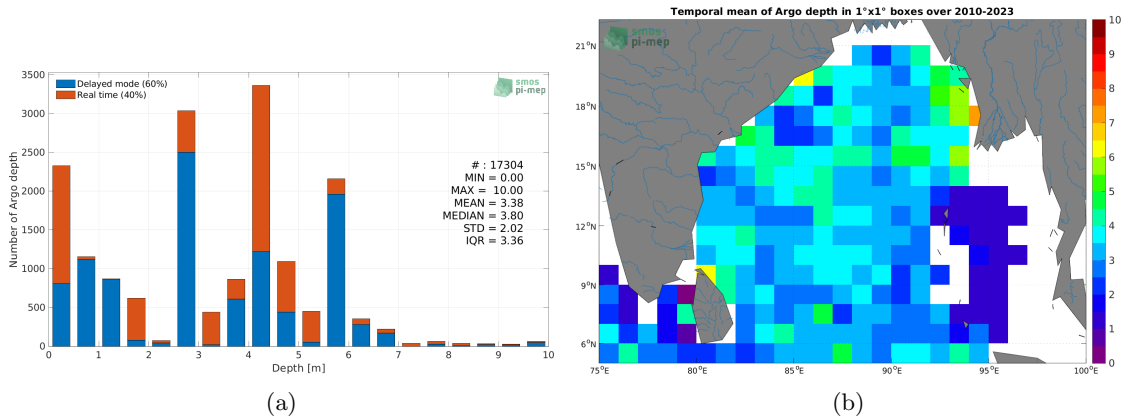 Temporal mean of Argo depth in 1°x1° boxes over 2010-2023
smos
pi-mep
Delayed mode (60%)
Real time (40%)
smos
pi-mep
# : 17304
MIN = 0.00
MAX = 10.00
MEAN = 3.38
MEDIAN = 3.80
STD = 2.02
IQR = 3.36
Number of Argo depth
3500
3000
2500
2000
1500
1000
500
0
0 1 2 3 4 5 6 7 8 9 10
Depth [m]
(a)
21°N
18°N
15°N
12°N
9°N
6°N
75°E 80°E 85°E 90°E 95°E 100°E
10
9
8
7
6
5
4
3
2
1
0
(b)